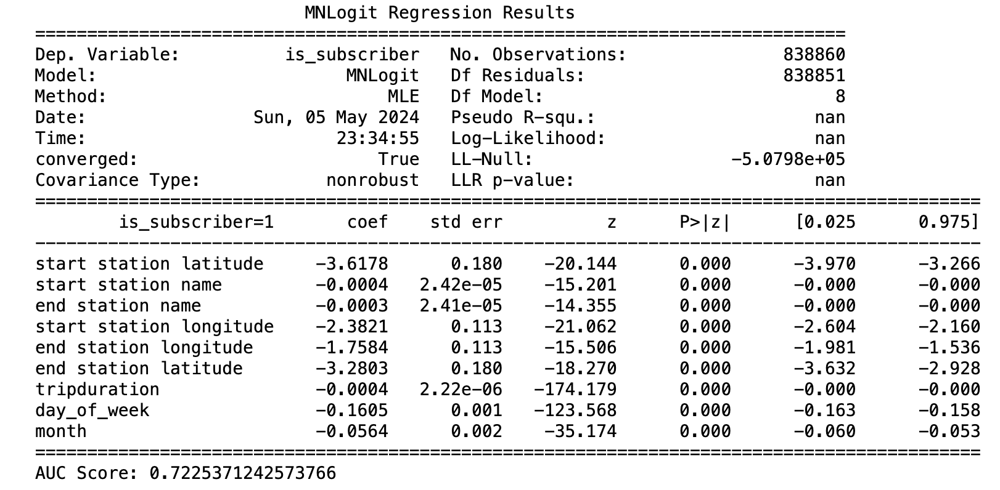 MNLogit Regression Results
==============================================================================
Dep. Variable: is_subscriber No. Observations: 838860
Model: MNLogit Df Residuals: 838851
Method: MLE Df Model: 8
Date: Sun, 05 May 2024 Pseudo R-squ.: nan
Time: 23:34:55 Log-Likelihood: nan
converged: True LL-Null: -5.0798e+05
Covariance Type: nonrobust LLR p-value: nan
===========================================================================================
is_subscriber=1 coef std err z P>|z| [0.025 0.975]
-------------------------------------------------------------------------------------------
start station latitude -3.6178 0.180 -20.144 0.000 -3.970 -3.266
start station name -0.0004 2.42e-05 -15.201 0.000 -0.000 -0.000
end station name -0.0003 2.41e-05 -14.355 0.000 -0.000 -0.000
start station longitude -2.3821 0.113 -21.062 0.000 -2.604 -2.160
end station longitude -1.7584 0.113 -15.506 0.000 -1.981 -1.536
end station latitude -3.2803 0.180 -18.270 0.000 -3.632 -2.928
tripduration -0.0004 2.22e-06 -174.179 0.000 -0.000 -0.000
day_of_week -0.1605 0.001 -123.568 0.000 -0.163 -0.158
month -0.0564 0.002 -35.174 0.000 -0.060 -0.053
===========================================================================================
AUC Score: 0.7225371242573766